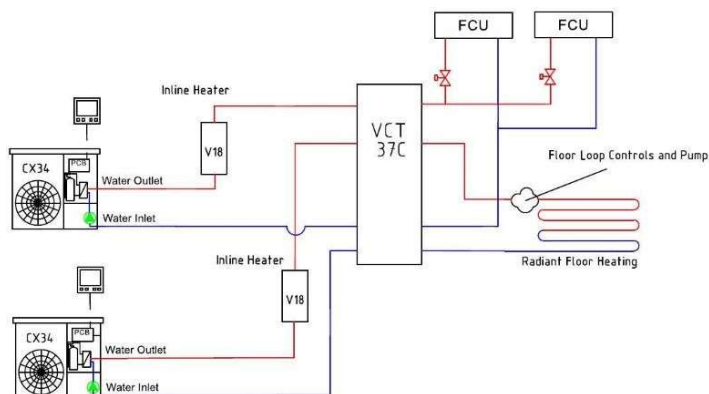 FCU
FCU
Inline Heater
VCT
37C
V18
Floor Loop Controls and Pump
PCB
CX34
Water Outlet
Water Inlet
Inline Heater
Radiant Floor Heating
V18
PCB
CX34
Water Outlet
Water Inlet